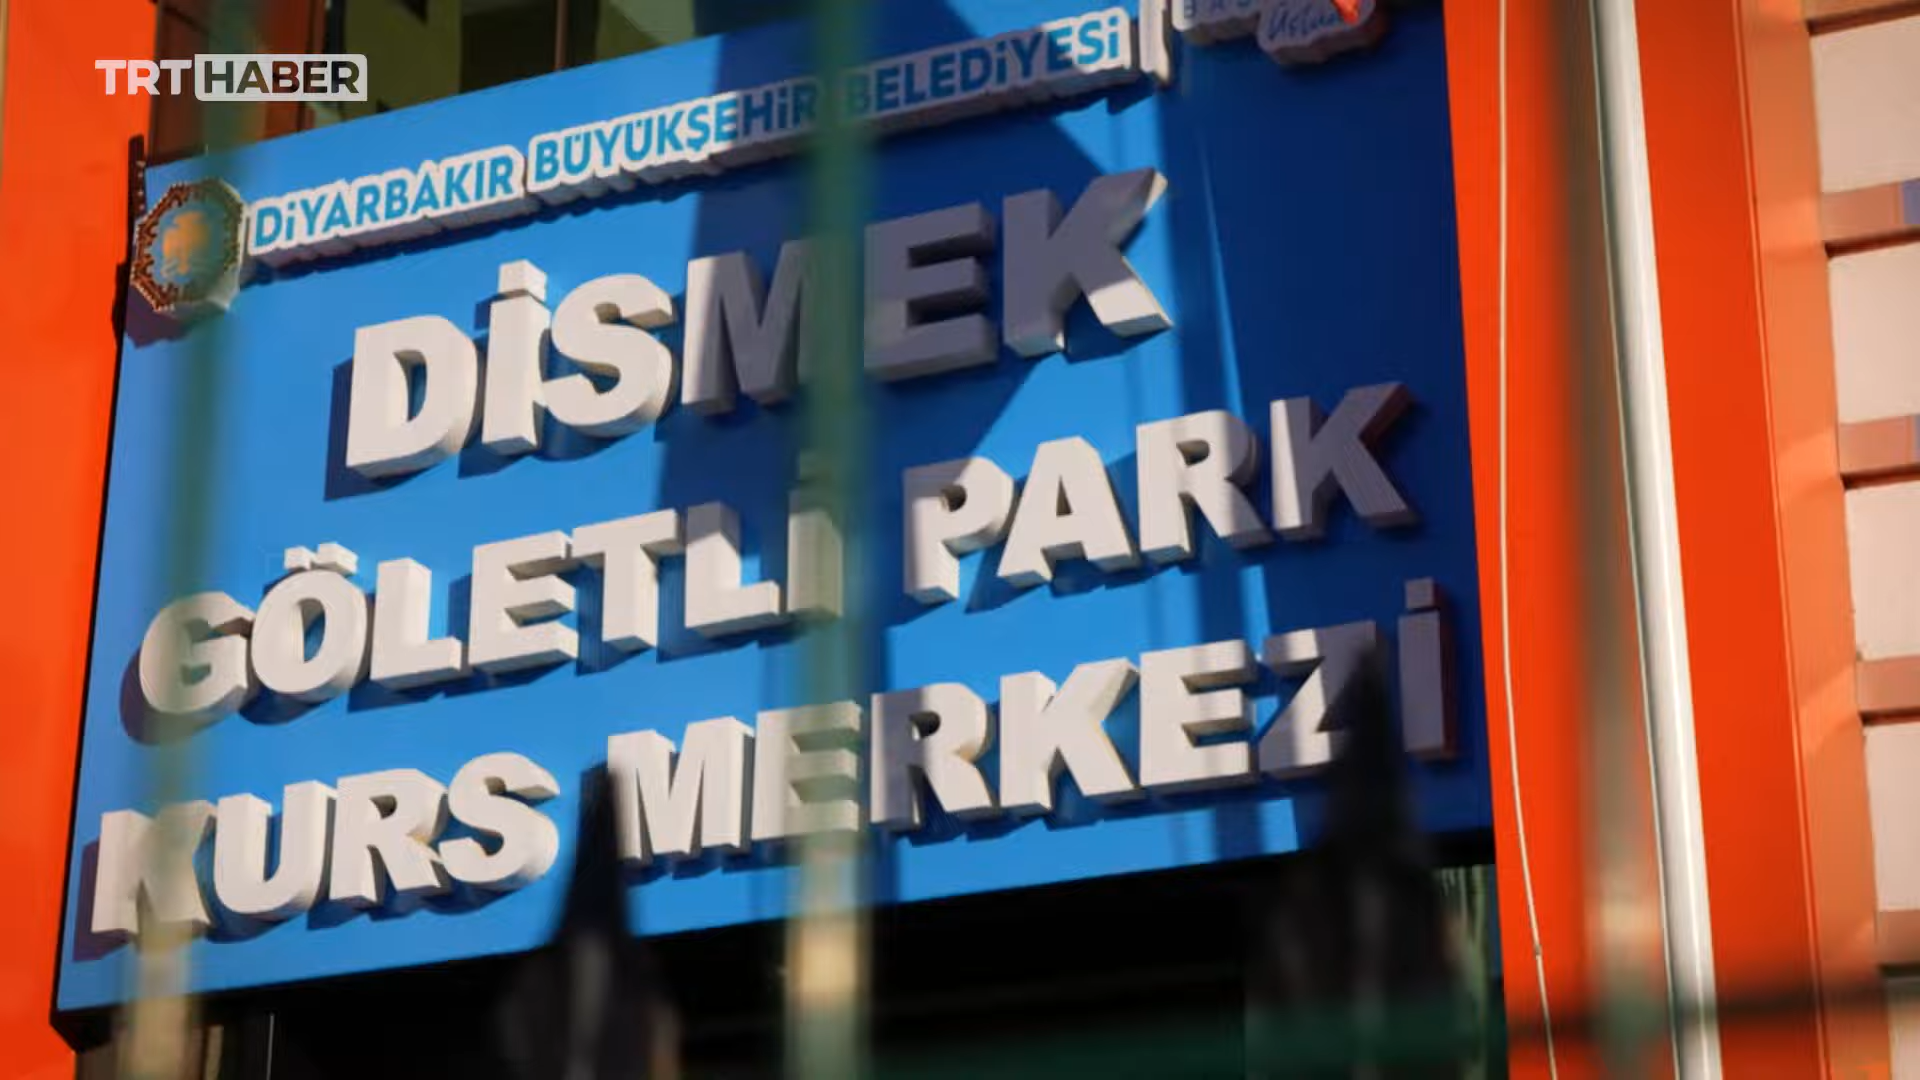 TRT HABER
DİYARBAKIR BÜYÜKŞEHİR BELEDİYESİ
DİSMEK
GÖLETLİ PARK
KURS MERKEZİ